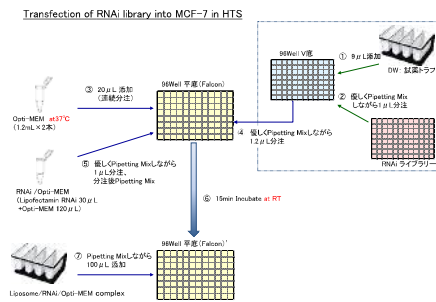 Transfection of RNAi library into MCF-7 in HTS
96Well V底
① 9μL添加
DW: 試薬トラフ
② 優しくPipetting Mix
しながら1μL分注
RNAi ライブラリー
③ 20μL 添加
(連続分注)
96Well 平底(Falcon)
Opti-MEM at37℃
(1.2mL×2本)
④ 優しくPipetting Mixしながら
1.2μL分注
⑤ 優しくPipetting Mixしながら
1μL分注、
分注後Pipetting Mix
RNAi /Opti-MEM
(Lipofectamin RNAi 30μL
+Opti-MEM 120μL)
⑥ 15min Incubate at RT
96Well 平底(Falcon)'
⑦ Pipetting Mixしながら
100μL 添加
Liposome/RNAi/Opti-MEM complex